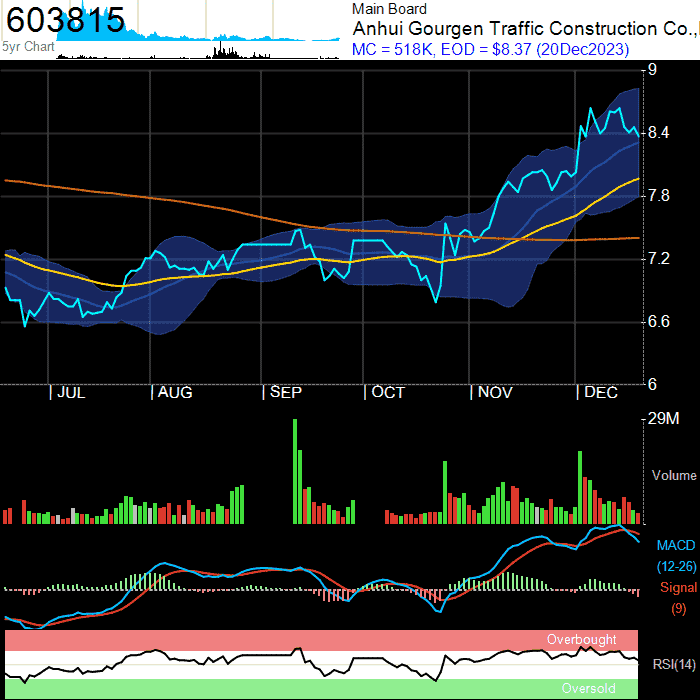 603815
5yr Chart
Main Board
Anhui Gourgen Traffic Construction Co.,
MC = 518K, EOD = $8.37 (20Dec2023)
9
8.4
7.8
7.2
6.6
6
JUL AUG SEP OCT NOV DEC
29M
Volume
MACD
(12-26)
Signal
(9)
Overbought
RSI(14)
Oversold